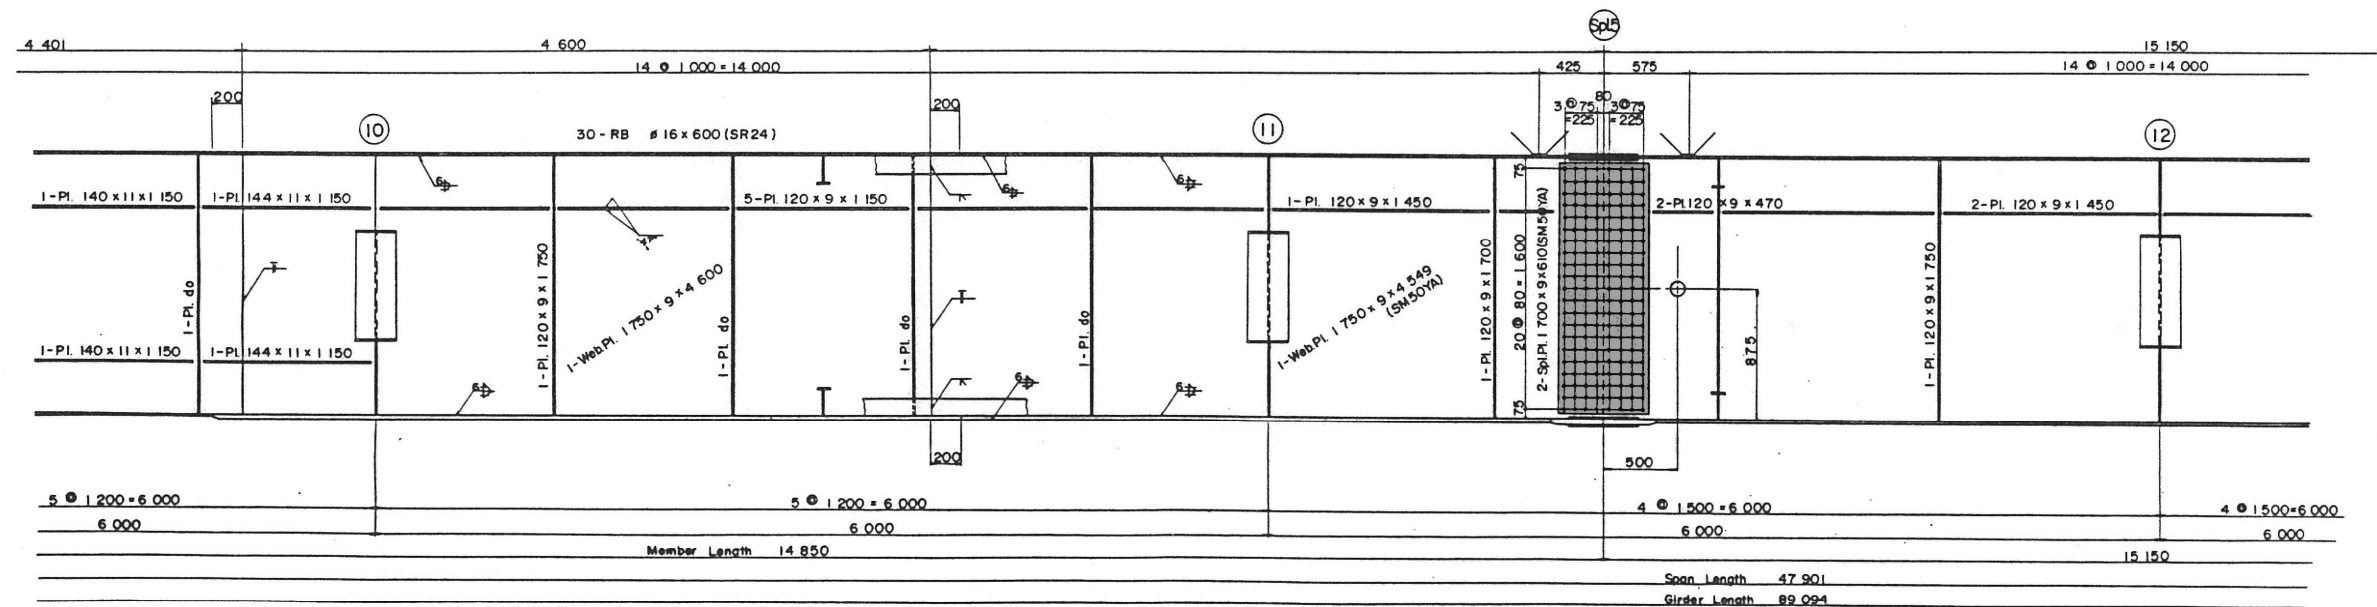 Spl.5
4 401
4 600
15 150
14 @ 1 000 = 14 000
425
575
14 @ 1 000 = 14 000
200
200
80
3 @ 75 = 225
3 @ 75 = 225
10
30 - RB ø 16 x 600 (SR24)
11
12
1-Pl. 140 x 11 x 1 150
1-Pl. 144 x 11 x 1 150
5-Pl. 120 x 9 x 1 150
1-Pl. 120 x 9 x 1 450
2-Pl. 120 x 9 x 470
2-Pl. 120 x 9 x 1 450
6
6
6
75
1-Pl. do
1-Pl. 120 x 9 x 1 750
1-Web.Pl. 1 750 x 9 x 4 600
1-Pl. do
1-Pl. do
1-Pl. do
1-Web.Pl. 1 750 x 9 x 4 549
(SM50YA)
1-Pl. 120 x 9 x 1 700
20 @ 80 = 1 600
2-Spl.Pl. 1 700 x 9 x 610 (SM50YA)
875
1-Pl. 120 x 9 x 1 750
1-Pl. 140 x 11 x 1 150
1-Pl. 144 x 11 x 1 150
6
6
6
75
200
500
5 @ 1 200 = 6 000
5 @ 1 200 = 6 000
4 @ 1 500 = 6 000
4 @ 1 500 = 6 000
6 000
6 000
6 000
6 000
Member Length 14 850
15 150
Span Length 47 901
Girder Length 89 094